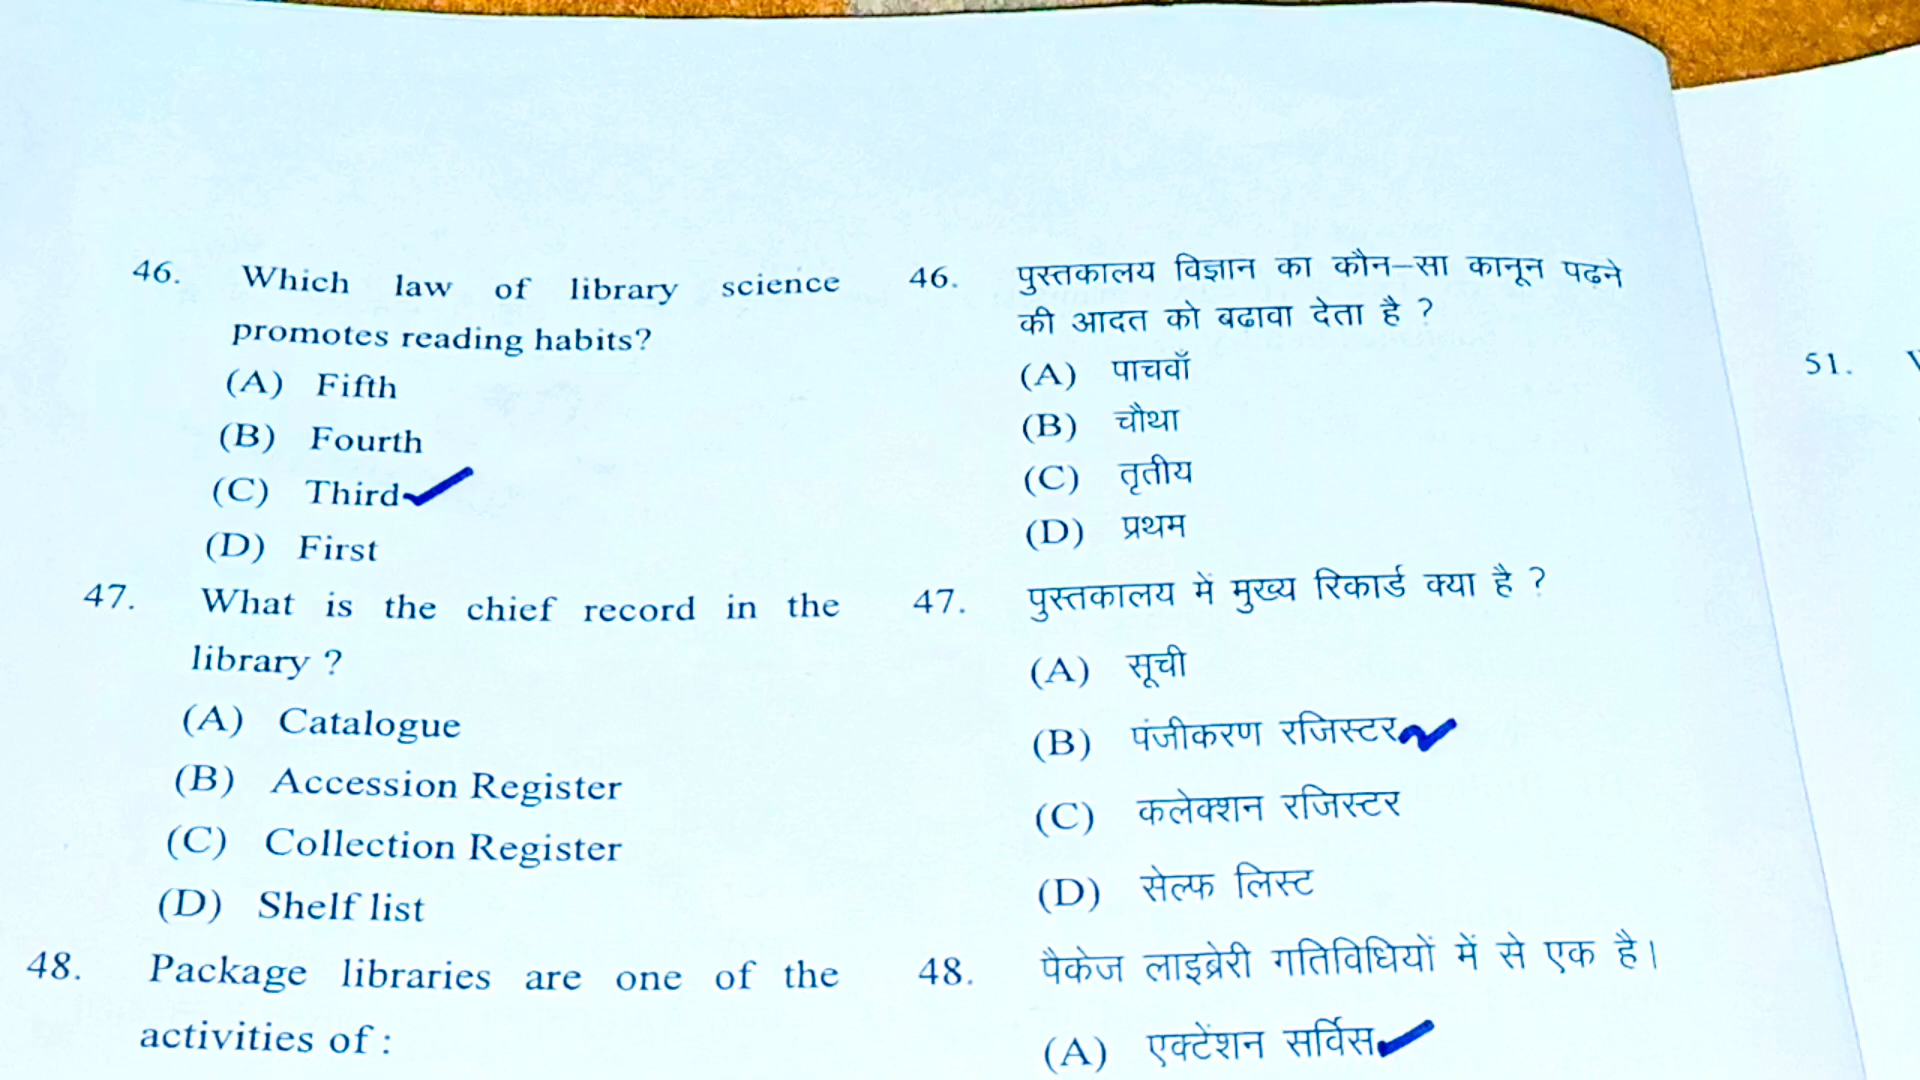 46. Which law of library science
promotes reading habits?
(A) Fifth
(B) Fourth
(C) Third
(D) First
47. What is the chief record in the
library ?
(A) Catalogue
(B) Accession Register
(C) Collection Register
(D) Shelf list
48. Package libraries are one of the
activities of :
46. पुस्तकालय विज्ञान का कौन-सा कानून पढने
की आदत को बढावा देता है ?
(A) पाचवाँ
(B) चौथा
(C) तृतीय
(D) प्रथम
47. पुस्तकालय में मुख्य रिकार्ड क्या है ?
(A) सूची
(B) पंजीकरण रजिस्टर
(C) कलेक्शन रजिस्टर
(D) सेल्फ लिस्ट
48. पैकेज लाइब्रेरी गतिविधियों में से एक है।
(A) एक्टेंशन सर्विस
51.